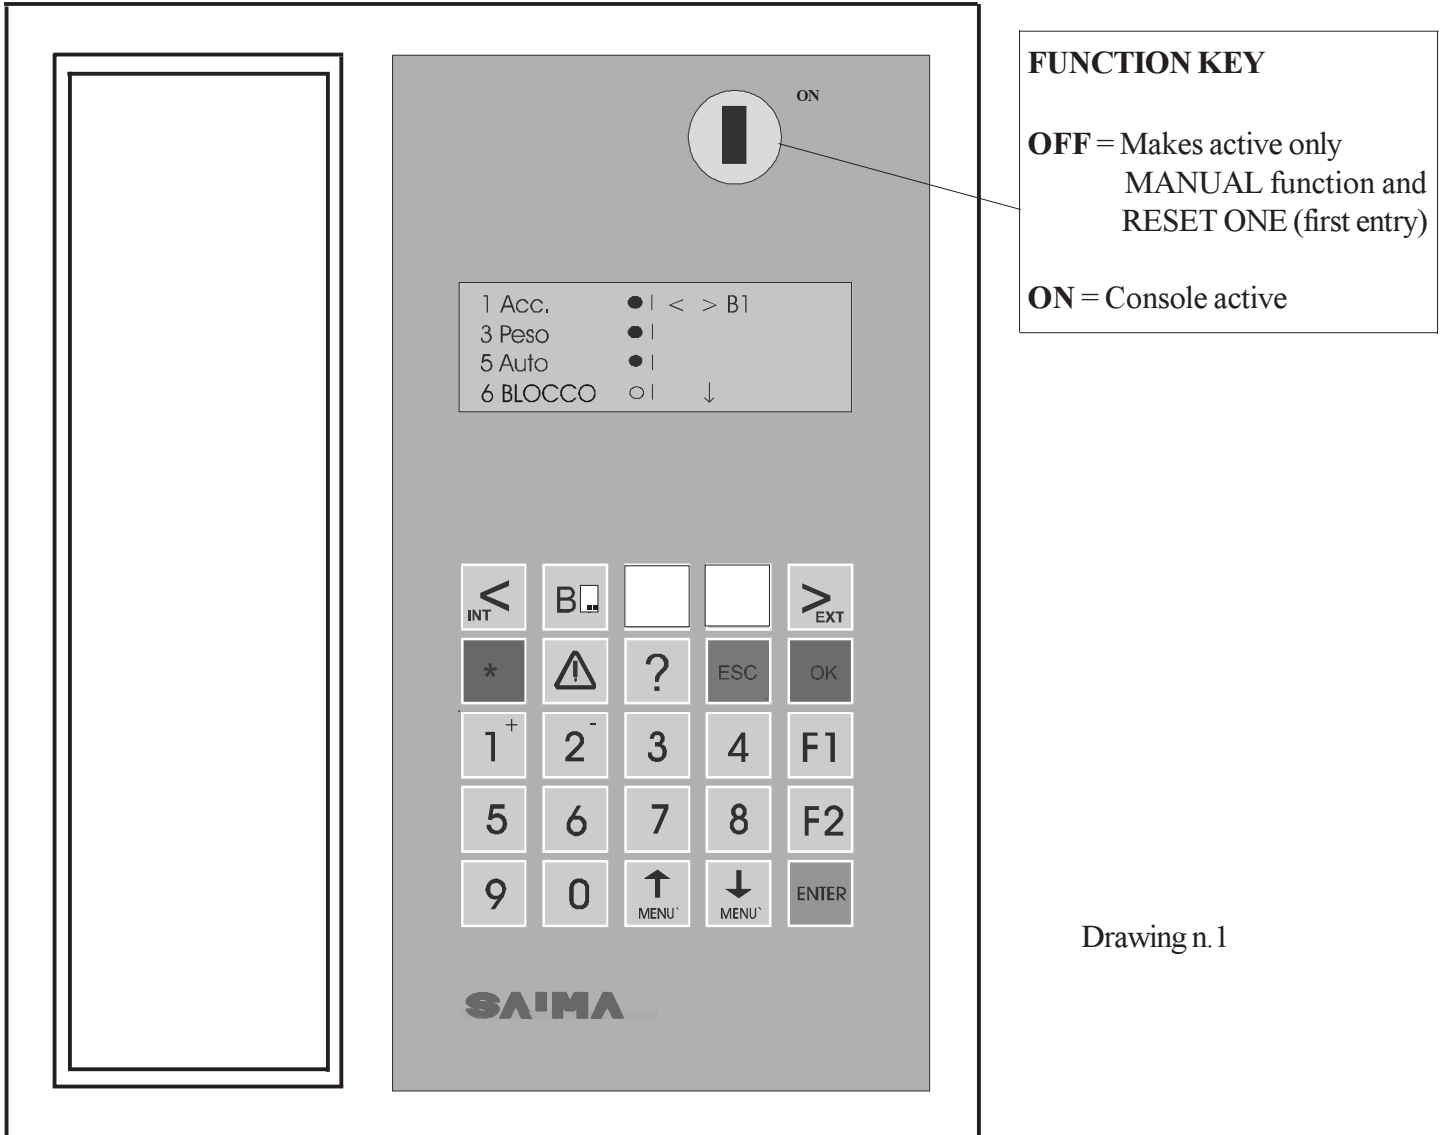 ON
FUNCTION KEY
OFF = Makes active only
MANUAL function and
RESET ONE (first entry)
ON = Console active
1 Acc. ● | < > B1
3 Peso ● |
5 Auto ● |
6 BLOCCO ○ | ↓
< INT B > EXT
* ? ESC OK
1 + 2 - 3 4 F1
5 6 7 8 F2
9 0 ↑ MENU` ↓ MENU` ENTER
Drawing n.1
SAIMA